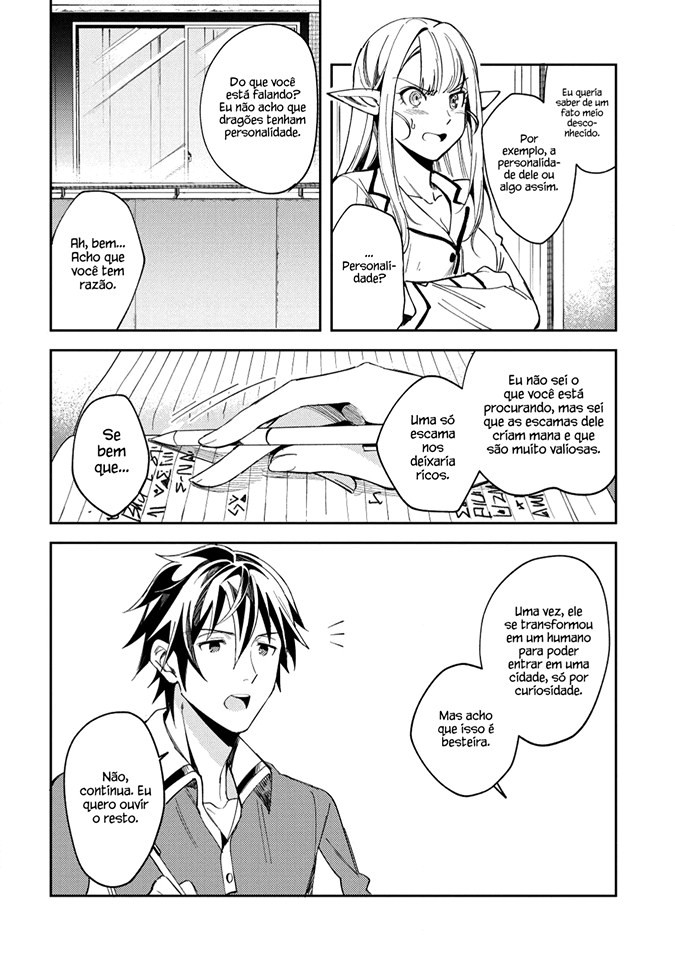 Eu queria
saber de um
fato meio
desco-
nhecido.
Por
exemplo, a
personalida-
de dele ou
algo assim.
...
Personali-
dade?
Do que você
está falando?
Eu não acho que
dragões tenham
personalidade.
Ah, bem...
Acho que
você tem
razão.
Eu não sei o
que você está
procurando, mas sei
que as escamas dele
criam mana e que
são muito valiosas.
Uma só
escama
nos
deixaria
ricos.
Se
bem
que...
Uma vez, ele
se transformou
em um humano
para poder
entrar em uma
cidade, só por
curiosidade.
Mas acho
que isso é
besteira.
Não,
continua. Eu
quero ouvir
o resto.